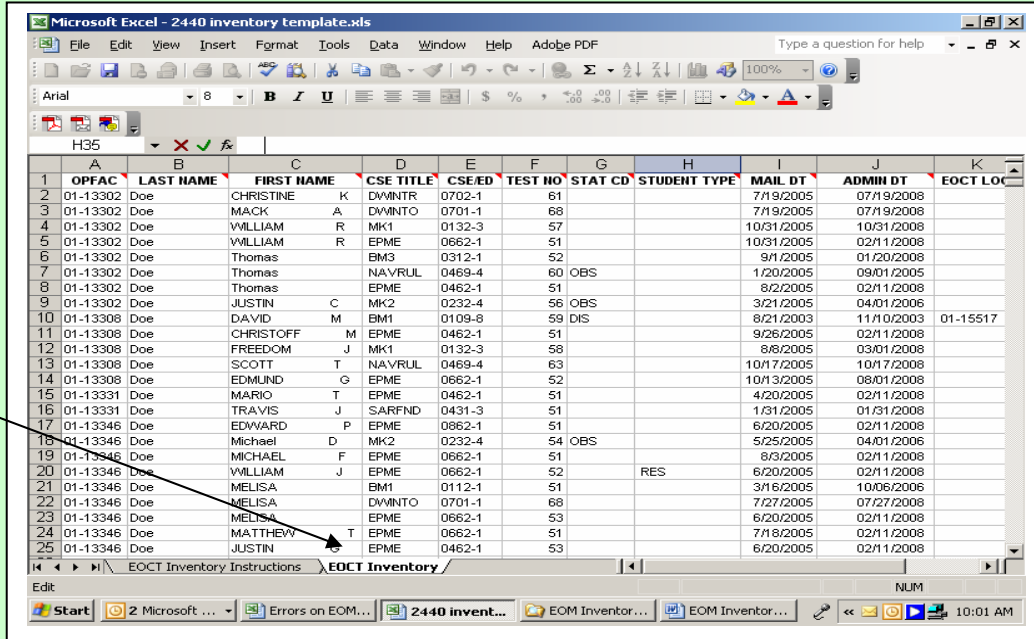 Microsoft Excel - 2440 inventory template.xls
File Edit View Insert Format Tools Data Window Help Adobe PDF Type a question for help
100%
Arial 8 B I U $ % ,
H35
A B C D E F G H I J K
1 OPFAC LAST NAME FIRST NAME CSE TITLE CSE/ED TEST NO STAT CD STUDENT TYPE MAIL DT ADMIN DT EOCT LOC
2 01-13302 Doe CHRISTINE K DWINTR 0702-1 61 7/19/2005 07/19/2008
3 01-13302 Doe MACK A DWINTO 0701-1 68 7/19/2005 07/19/2008
4 01-13302 Doe WILLIAM R MK1 0132-3 57 10/31/2005 10/31/2008
5 01-13302 Doe WILLIAM R EPME 0662-1 51 10/31/2005 02/11/2008
6 01-13302 Doe Thomas BM3 0312-1 52 9/1/2005 01/20/2008
7 01-13302 Doe Thomas NAVRUL 0469-4 60 OBS 1/20/2005 09/01/2005
8 01-13302 Doe Thomas EPME 0462-1 51 8/2/2005 02/11/2008
9 01-13302 Doe JUSTIN C MK2 0232-4 56 OBS 3/21/2005 04/01/2006
10 01-13308 Doe DAVID M BM1 0109-8 59 DIS 8/21/2003 11/10/2003 01-15517
11 01-13308 Doe CHRISTOFF M EPME 0462-1 51 9/26/2005 02/11/2008
12 01-13308 Doe FREEDOM J MK1 0132-3 58 8/8/2005 03/01/2008
13 01-13308 Doe SCOTT T NAVRUL 0469-4 63 10/17/2005 10/17/2008
14 01-13308 Doe EDMUND G EPME 0662-1 52 10/13/2005 08/01/2008
15 01-13331 Doe MARIO T EPME 0462-1 51 4/20/2005 02/11/2008
16 01-13331 Doe TRAVIS J SARFND 0431-3 51 1/31/2005 01/31/2008
17 01-13346 Doe EDWARD P EPME 0862-1 51 6/20/2005 02/11/2008
18 01-13346 Doe Michael D MK2 0232-4 54 OBS 5/25/2005 04/01/2006
19 01-13346 Doe MICHAEL F EPME 0662-1 51 8/3/2005 02/11/2008
20 01-13346 Doe WILLIAM J EPME 0662-1 52 RES 6/20/2005 02/11/2008
21 01-13346 Doe MELISA BM1 0112-1 51 3/16/2005 10/06/2006
22 01-13346 Doe MELISA DWINTO 0701-1 68 7/27/2005 07/27/2008
23 01-13346 Doe MELISA EPME 0662-1 53 6/20/2005 02/11/2008
24 01-13346 Doe MATTHEW T EPME 0662-1 51 7/18/2005 02/11/2008
25 01-13346 Doe JUSTIN G EPME 0462-1 53 6/20/2005 02/11/2008
EOCT Inventory Instructions EOCT Inventory
Edit NUM
Start 2 Microsoft ... Errors on EOM... 2440 invent... EOM Inventor... EOM Inventor... 10:01 AM